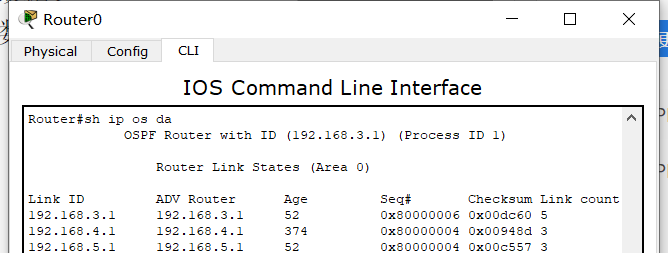 Router0
Physical Config CLI
IOS Command Line Interface
Router#sh ip os da
OSPF Router with ID (192.168.3.1) (Process ID 1)
Router Link States (Area 0)
Link ID ADV Router Age Seq# Checksum Link count
192.168.3.1 192.168.3.1 52 0x80000006 0x00dc60 5
192.168.4.1 192.168.4.1 374 0x80000004 0x00948d 3
192.168.5.1 192.168.5.1 52 0x80000004 0x00c557 3